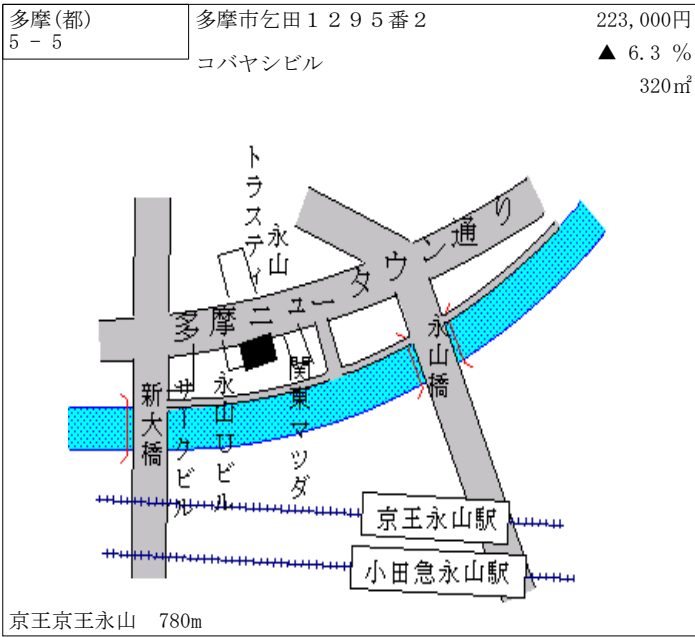 多摩(都)
5 - 5
多摩市乞田１２９５番２
コバヤシビル
223,000円
▲ 6.3 %
320㎡
トラスティ
永山
多摩ニュータウン通り
新大橋
サークビル
永山Uビル
関東マツダ
永山橋
京王永山駅
小田急永山駅
京王京王永山　780m